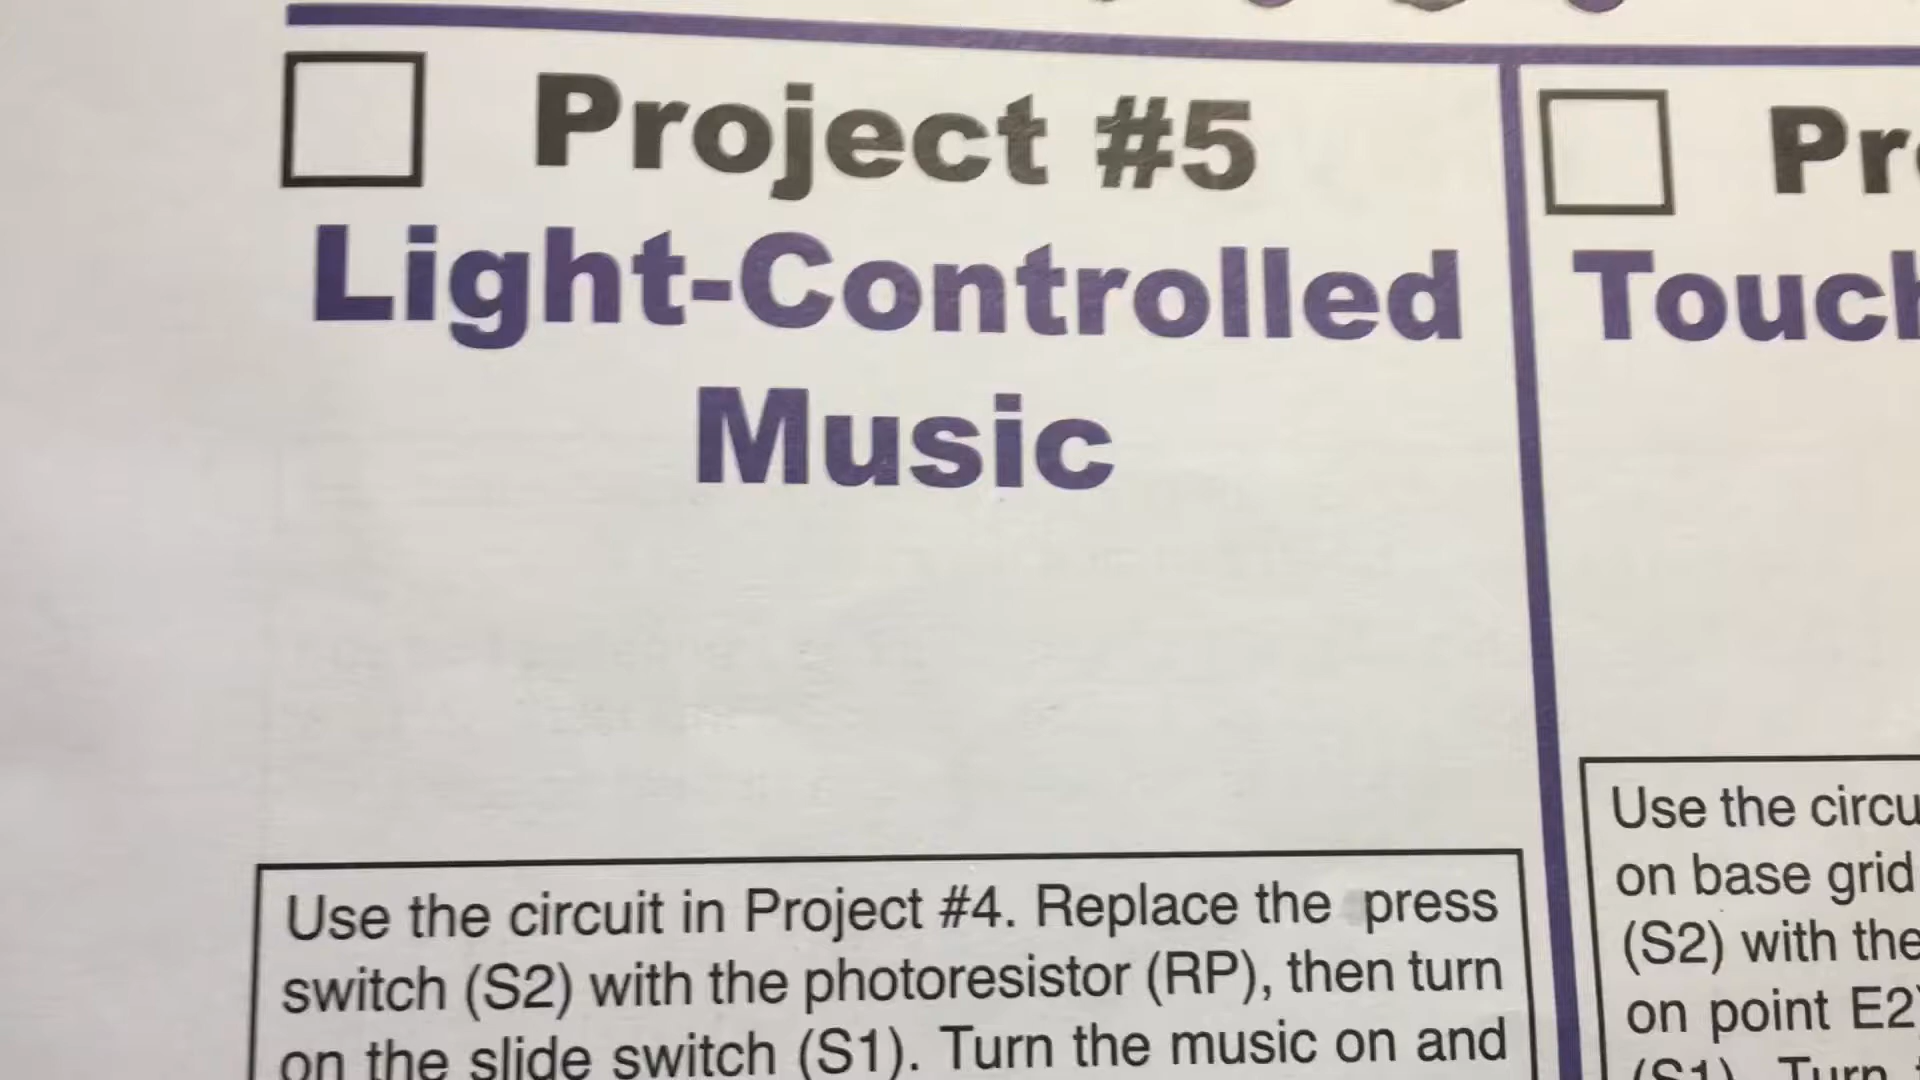 Project #5
Light-Controlled
Music
Use the circuit in Project #4. Replace the press
switch (S2) with the photoresistor (RP), then turn
on the slide switch (S1). Turn the music on and
Touch
Use the
on base grid
(S2) with the
on point E2
(S1). Turn